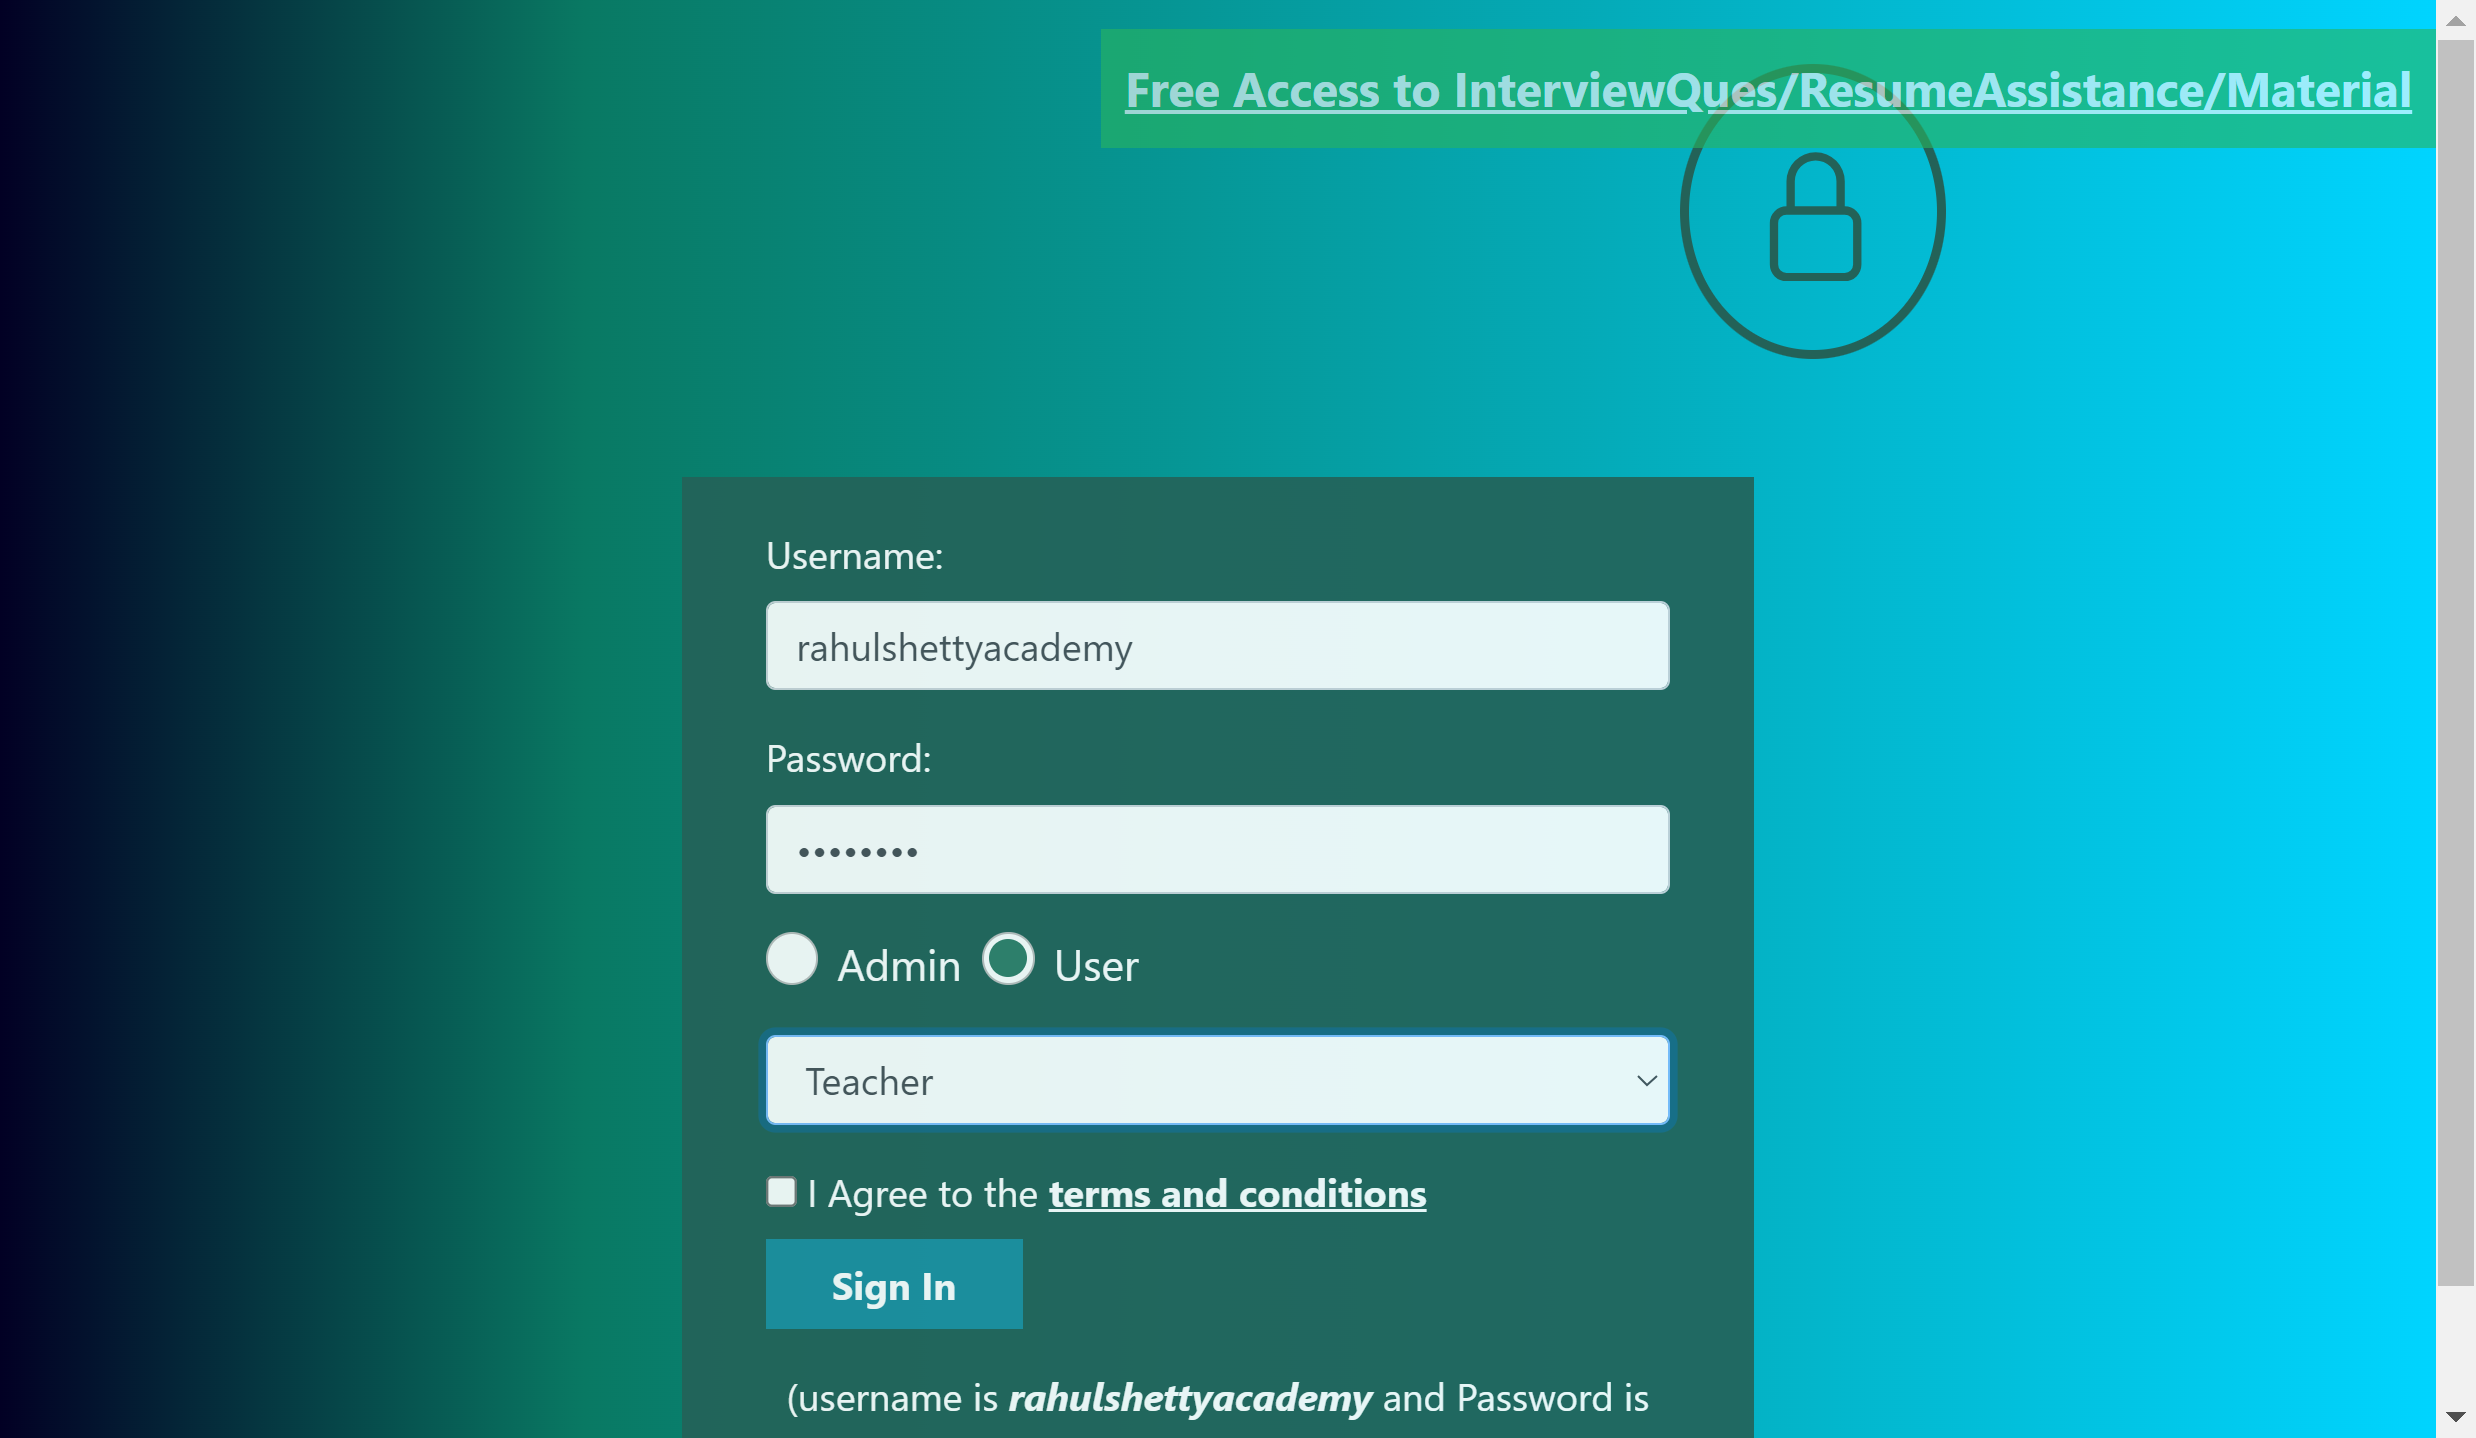 Free Access to InterviewQues/ResumeAssistance/Material
Username:
rahulshettyacademy
Password:
••••••••
Admin User
Teacher
I Agree to the terms and conditions
Sign In
(username is rahulshettyacademy and Password is